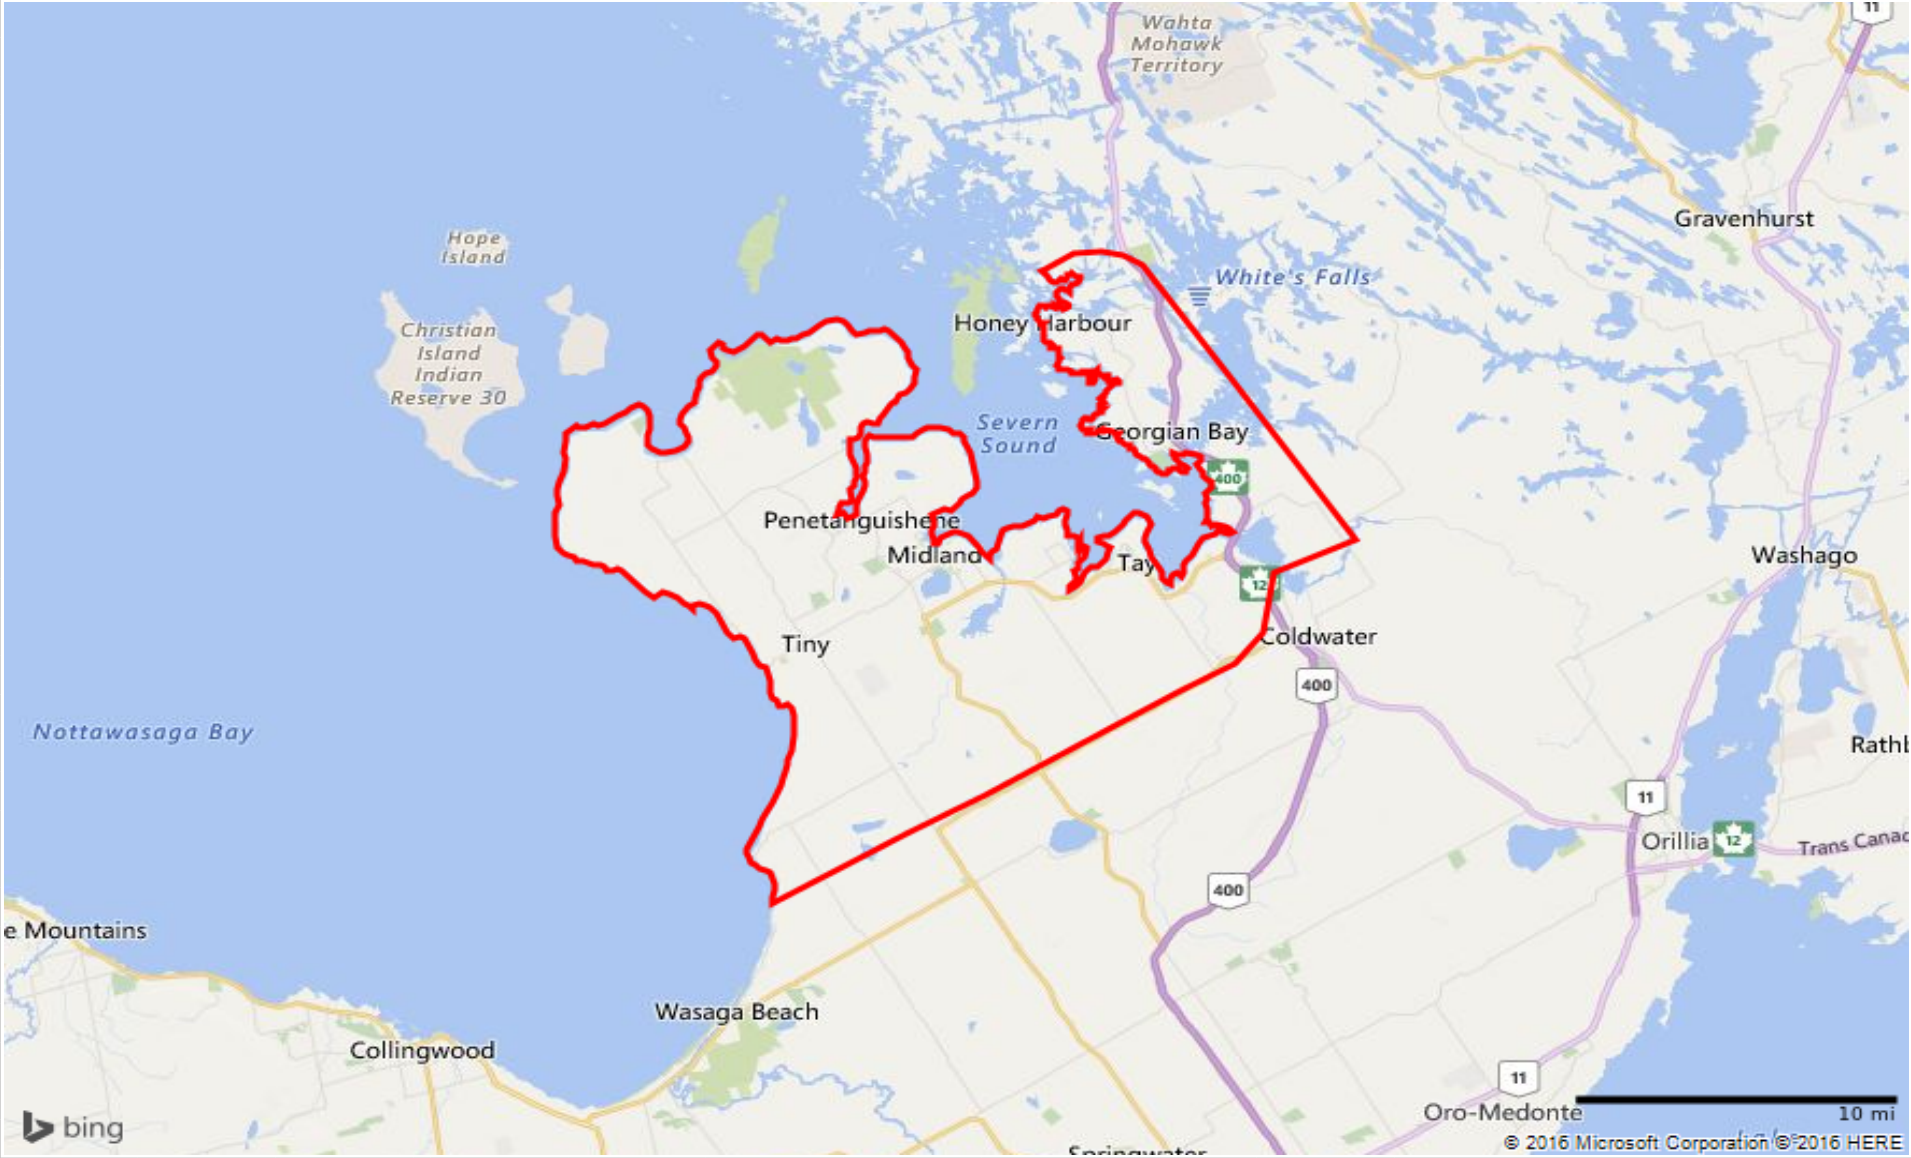 11
Wahta
Mohawk
Territory
Gravenhurst
Hope
Island
White's Falls
Christian
Island
Indian
Reserve 30
Honey Harbour
Severn
Sound
Georgian Bay
400
Penetanguishene
Midland
Tay
Washago
12
Tiny
Coldwater
400
Nottawasaga Bay
Rathb
11
Orillia
12
Trans Canad
400
e Mountains
Wasaga Beach
Collingwood
11
Oro-Medonte
10 mi
bing
© 2016 Microsoft Corporation © 2016 HERE
Springwater